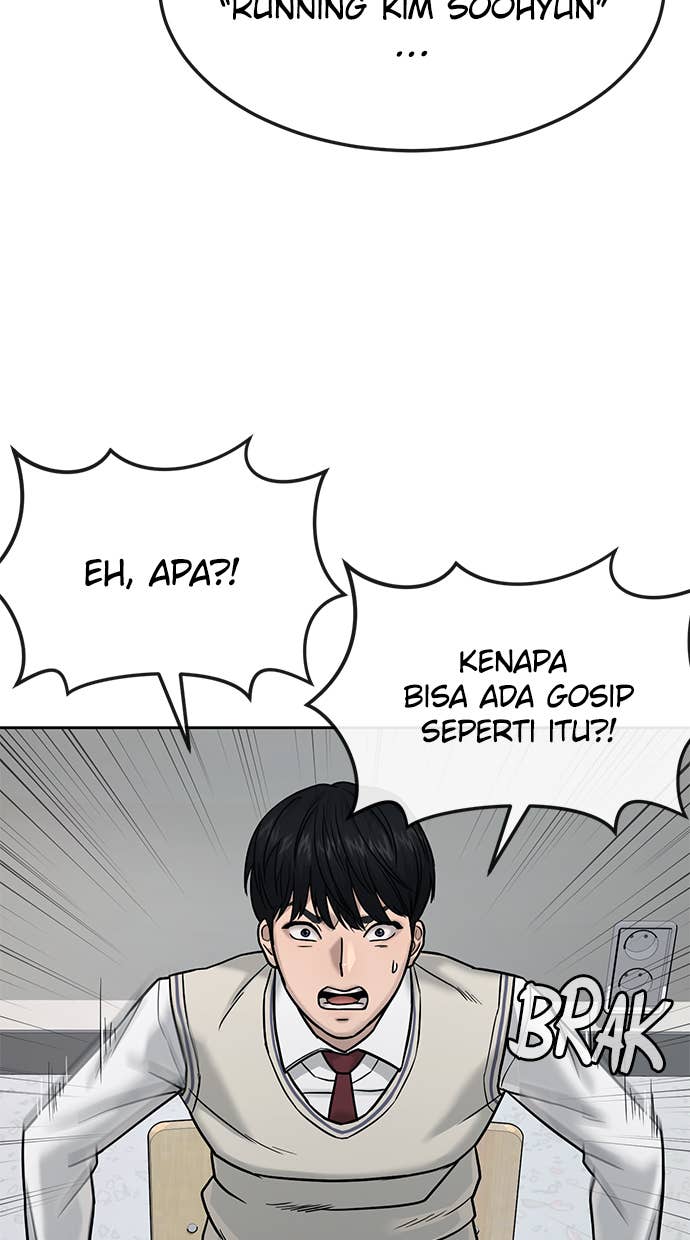 "RUNNING KIM SOOHYUN"
...
EH, APA?!
KENAPA
BISA ADA GOSIP
SEPERTI ITU?!
BRAK